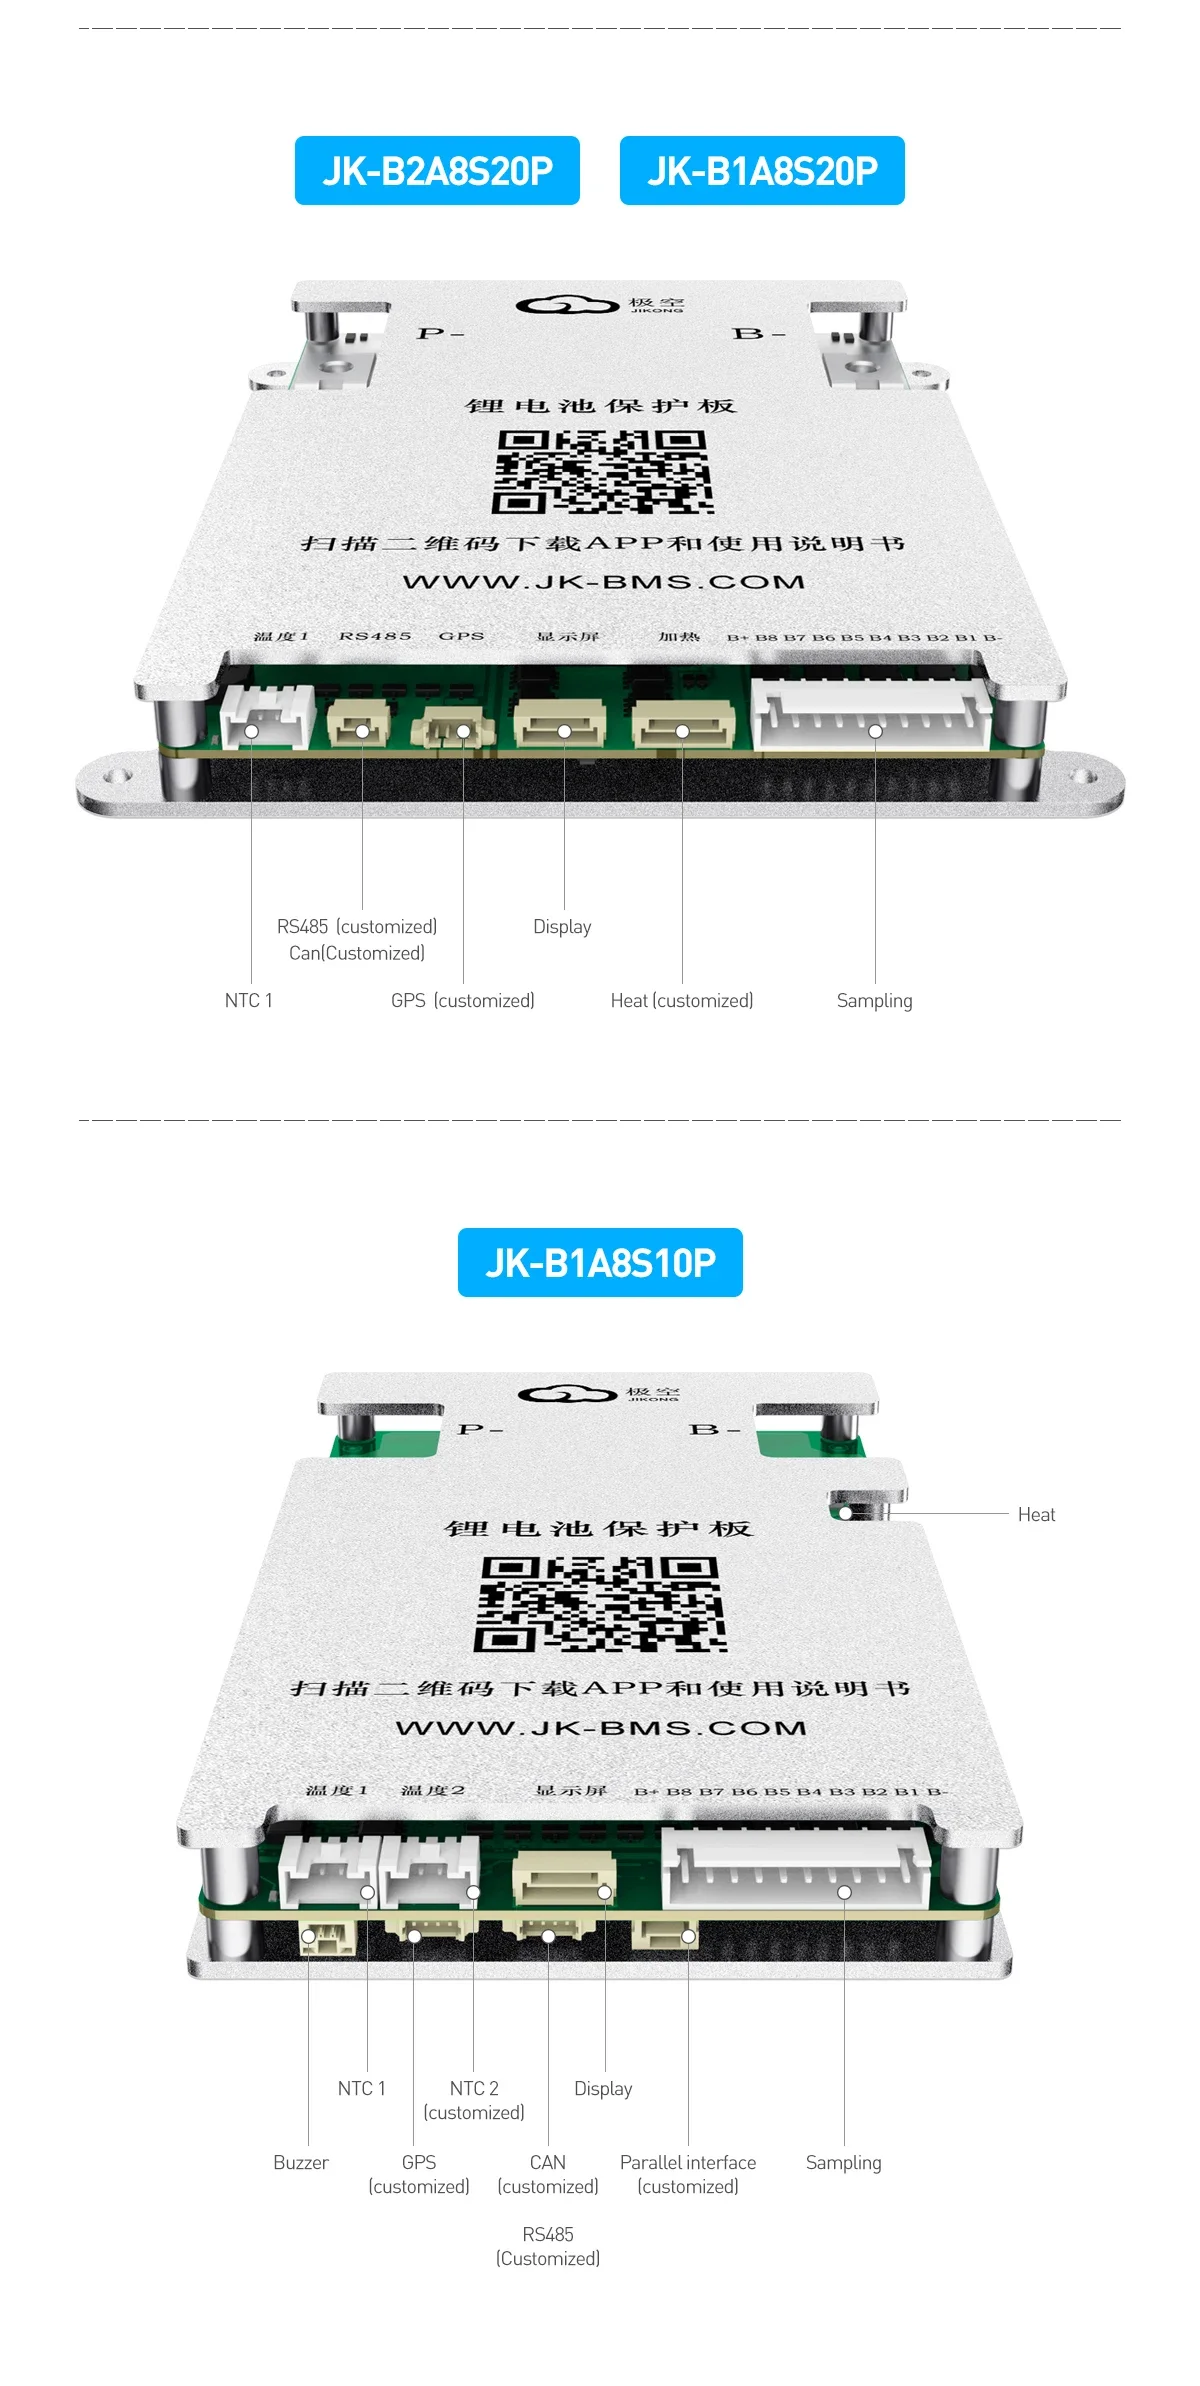 JK-B2A8S20P JK-B1A8S20P
极空
JIKONG
P- B-
锂电池保护板
扫描二维码下载APP和使用说明书
WWW.JK-BMS.COM
温度1 RS485 GPS 显示屏 加热 B+ B8 B7 B6 B5 B4 B3 B2 B1 B-
RS485 (customized) Display
Can(Customized)
NTC 1 GPS (customized) Heat (customized) Sampling
JK-B1A8S10P
极空
JIKONG
P- B-
Heat
锂电池保护板
扫描二维码下载APP和使用说明书
WWW.JK-BMS.COM
温度1 温度2 显示屏 B+ B8 B7 B6 B5 B4 B3 B2 B1 B-
NTC 1 NTC 2 Display
(customized)
Buzzer GPS CAN Parallel interface Sampling
(customized) (customized) (customized)
RS485
(Customized)